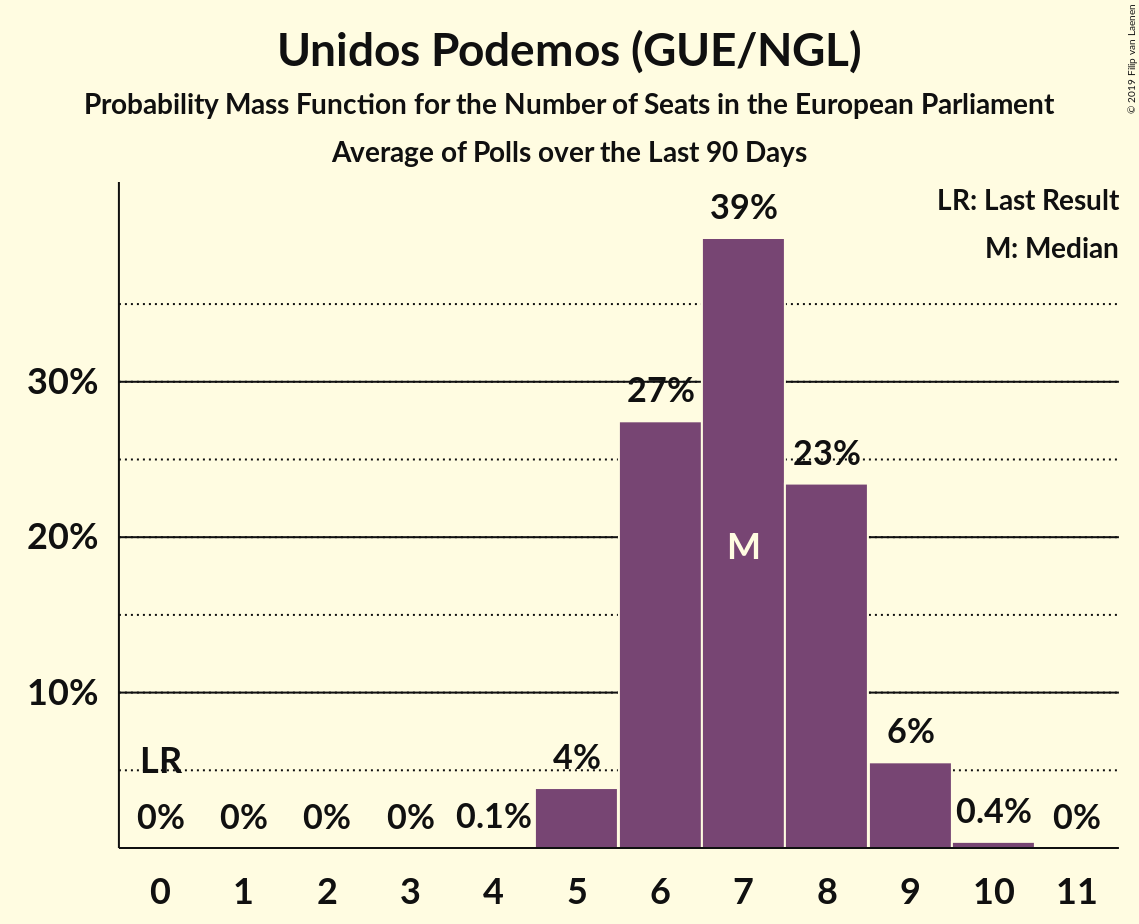 Unidos Podemos (GUE/NGL)
Probability Mass Function for the Number of Seats in the European Parliament
Average of Polls over the Last 90 Days
© 2019 Filip van Laenen
LR: Last Result
M: Median
39%
30%
27%
23%
20%
M
10%
6%
LR
4%
0%
0%
0%
0%
0.1%
0.4%
0%
0 1 2 3 4 5 6 7 8 9 10 11